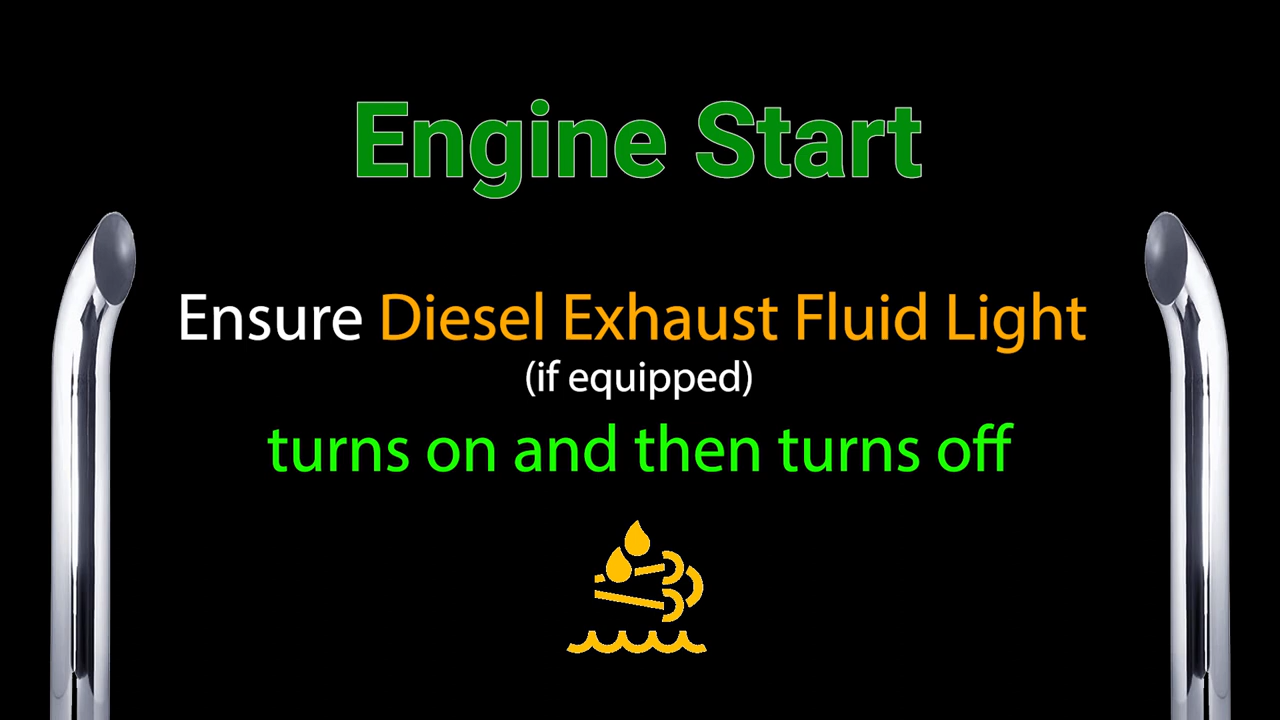 Engine Start
Ensure Diesel Exhaust Fluid Light
(if equipped)
turns on and then turns off